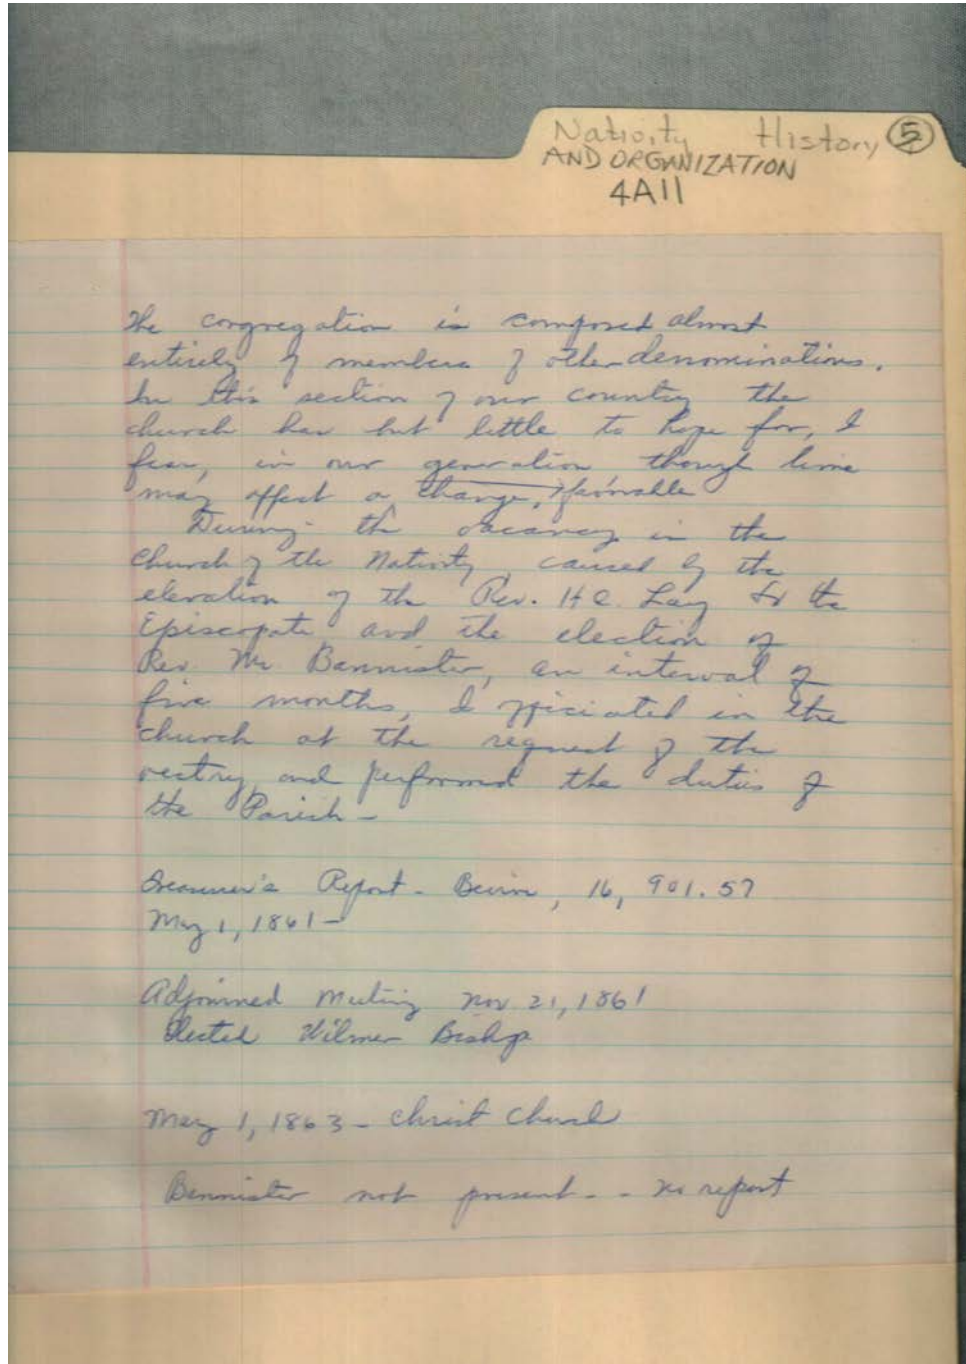 Nativity History 5
AND ORGANIZATION
4A11
The congregation is composed almost
entirely of members of other denominations.
In this section of our country the
church has but little to hope for, I
fear, in our generation though time
may affect a change, favorable
During the vacancy in the
Church of the Nativity, caused by the
elevation of the Rev. H C. Lay to the
Episcopate and the election of
Rev. Mr Bannister, an interval of
five months, I officiated in the
church at the request of the
vestry and performed the duties of
the Parish -
Treasurer's Report - 16, 901.57
May 1, 1861 -
Adjourned Meeting Nov 21, 1861
Elected Wilmer Bishop
May 1, 1863 - Christ Church
Bannister not present - - no report